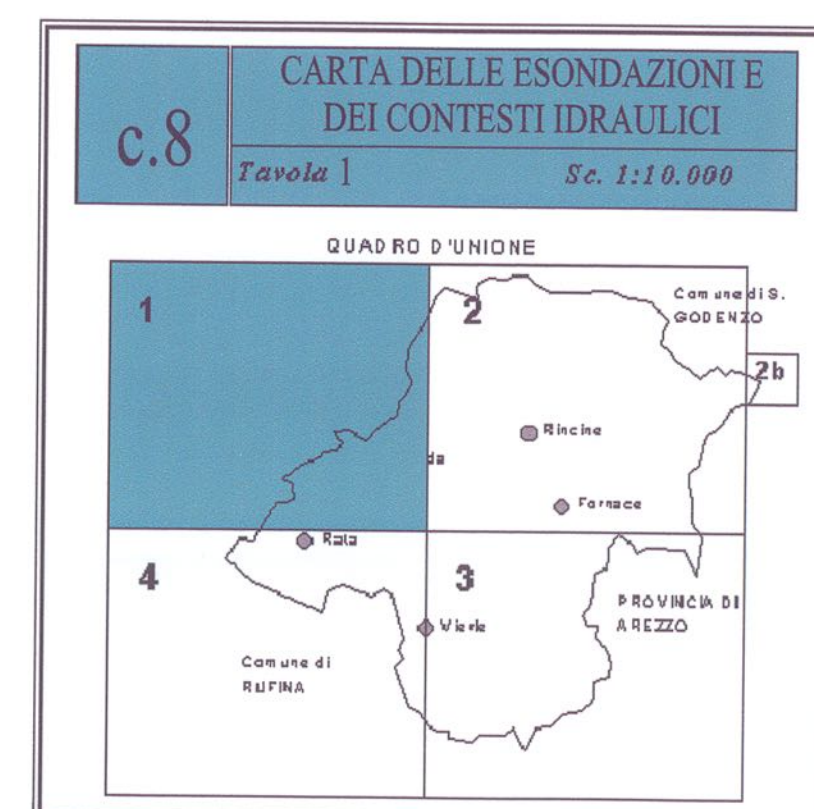 c.8
CARTA DELLE ESONDAZIONI E
DEI CONTESTI IDRAULICI
Tavola 1
Sc. 1:10.000
QUADRO D'UNIONE
1
2
Comune di S.
GODENZO
2b
Rincine
da
Fornace
Rata
4
3
PROVINCIA DI
AREZZO
Vierle
Comune di
RUFINA